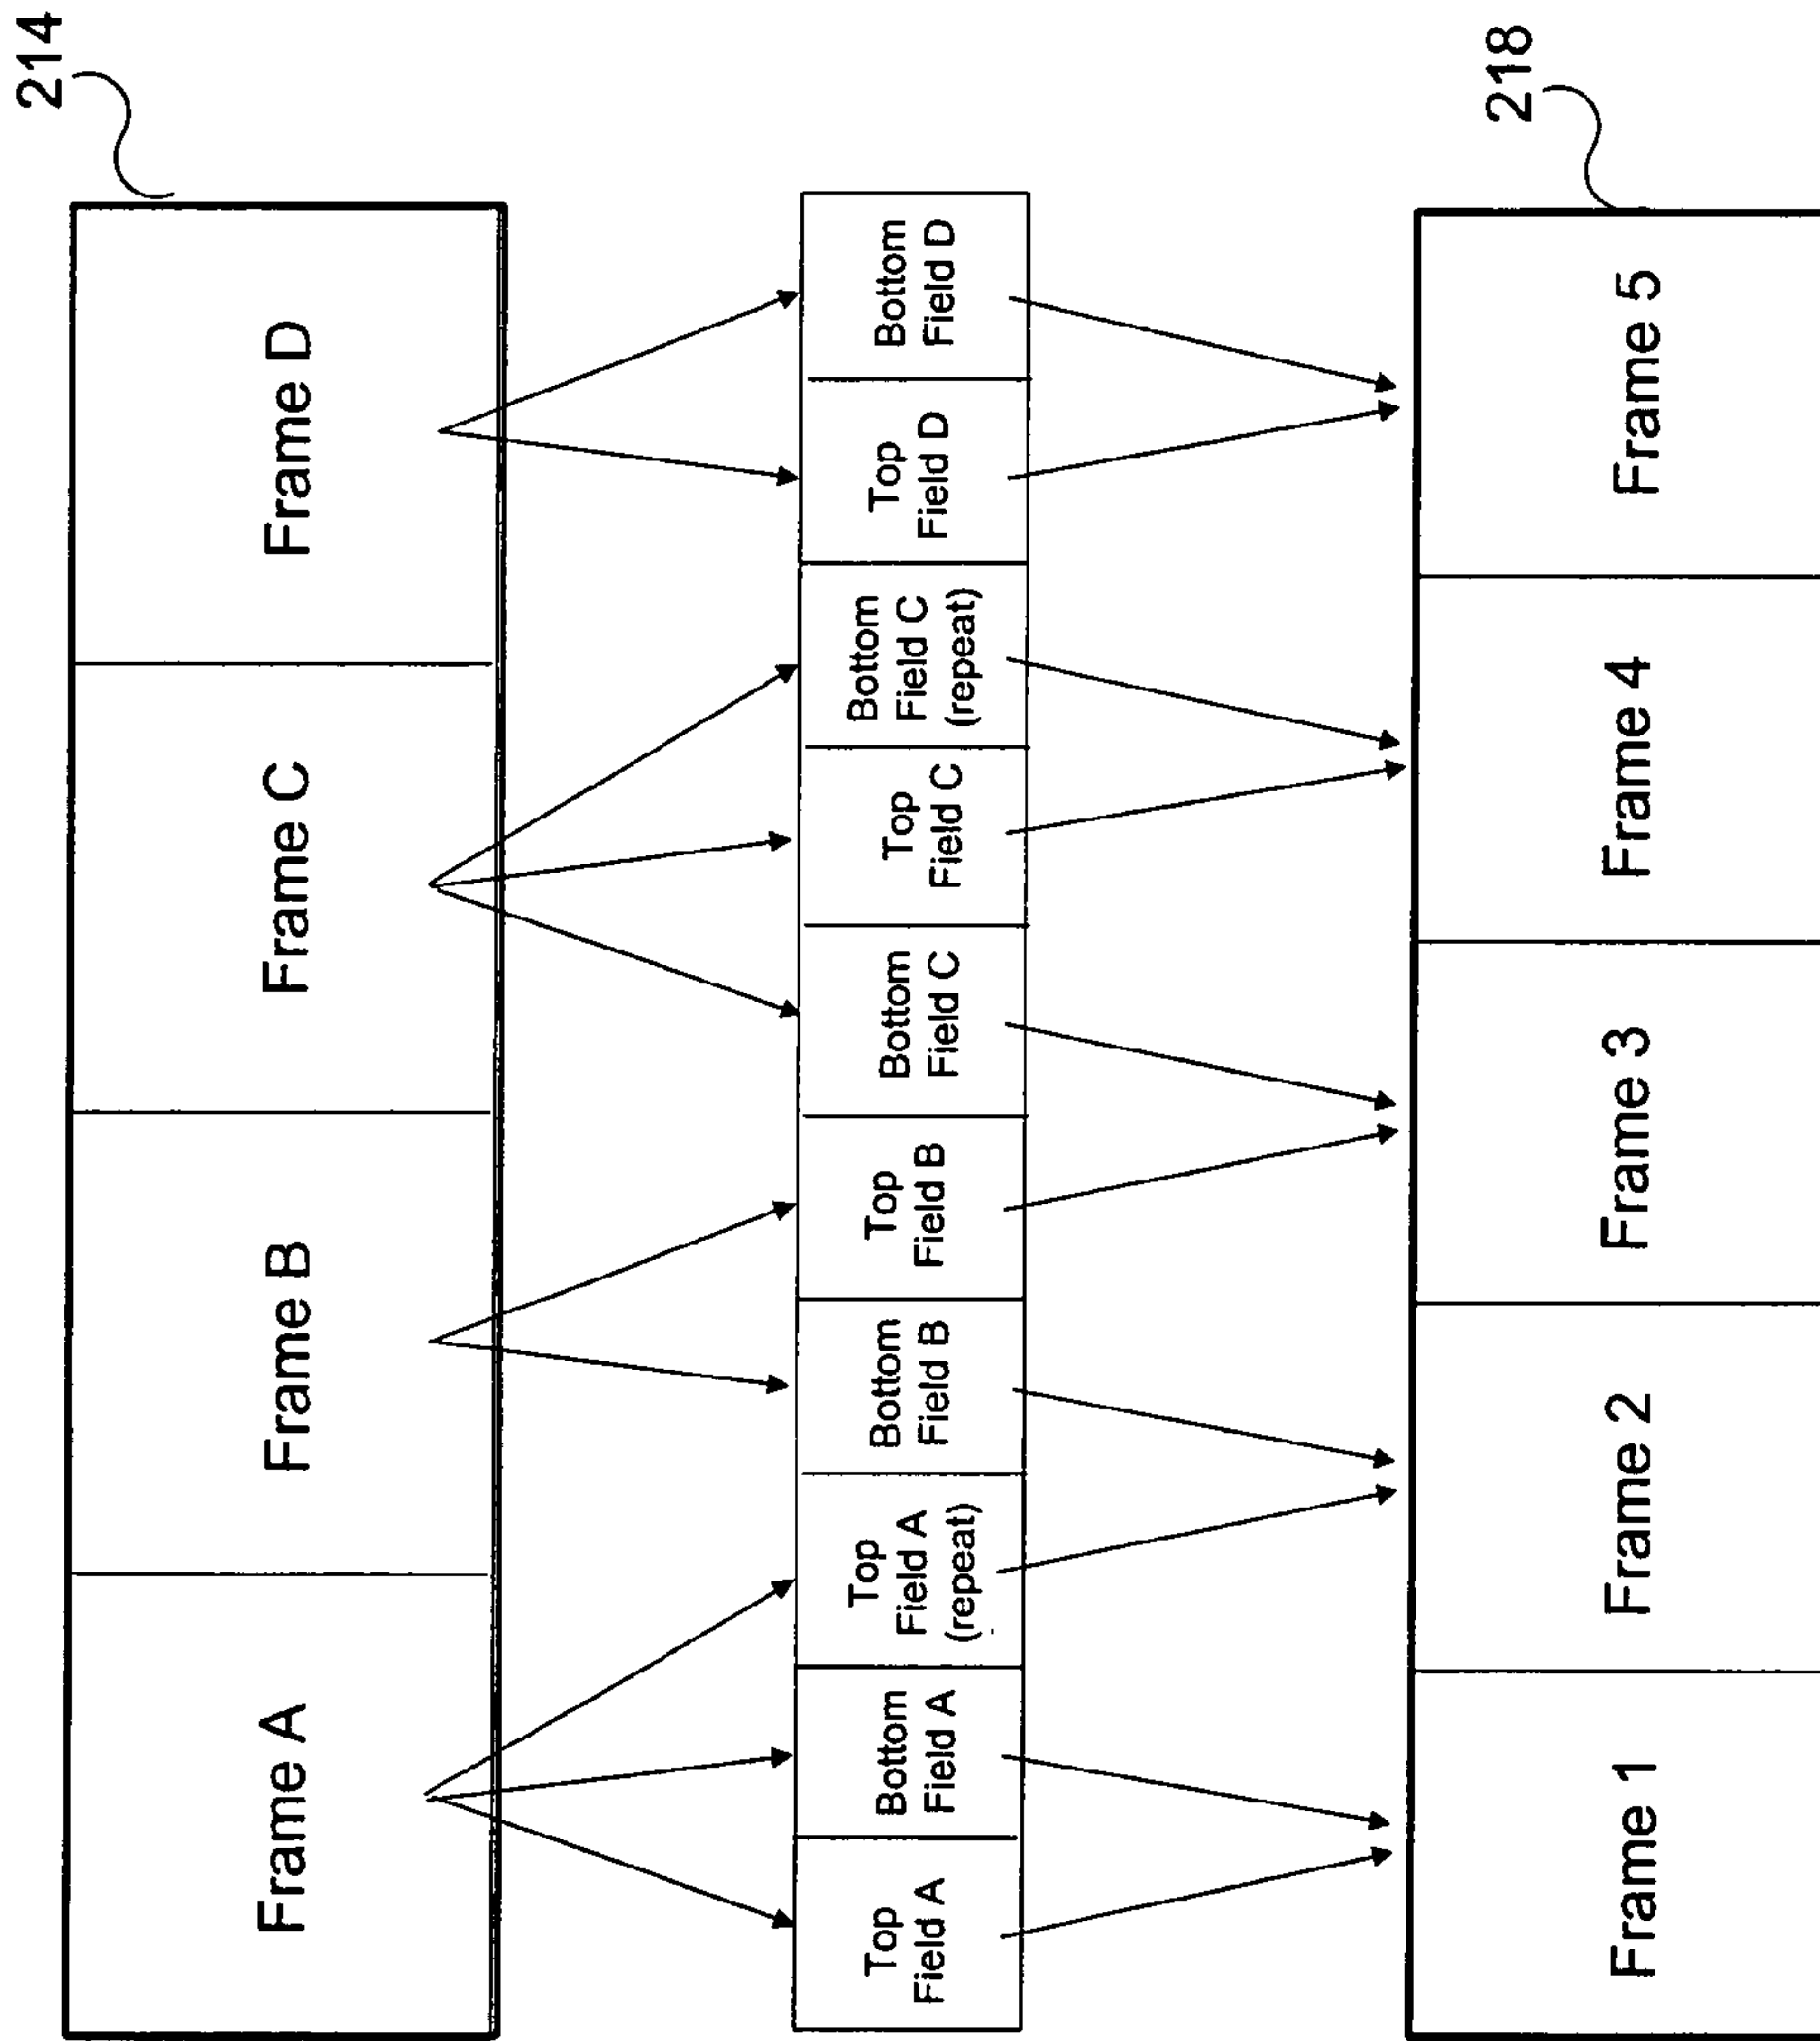 214
Frame A
Frame B
Frame C
Frame D
Top
Field A
Bottom
Field A
Top
Field A
(repeat)
Bottom
Field B
Top
Field B
Bottom
Field C
Top
Field C
Bottom
Field C
(repeat)
Top
Field D
Bottom
Field D
218
Frame 1
Frame 2
Frame 3
Frame 4
Frame 5